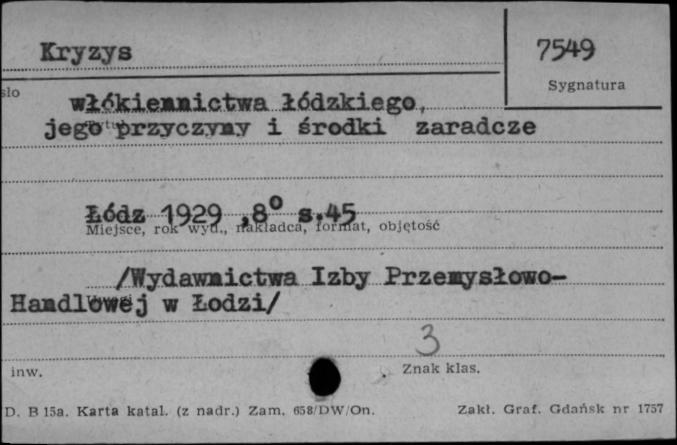 Kryzys
7549
Sygnatura
sło
włókiennictwa łódzkiego,
jego przyczyny i środki zaradcze
Łódz 1929 ,8° s.45
Miejsce, rok wyd., nakładca, format, objętość
/Wydawnictwa Izby Przemysłowo-
Handlowej w Łodzi/
3
inw.
Znak klas.
D. B 15a. Karta katal. (z nadr.) Zam. 658/DW/On.
Zakł. Graf. Gdańsk nr 1757